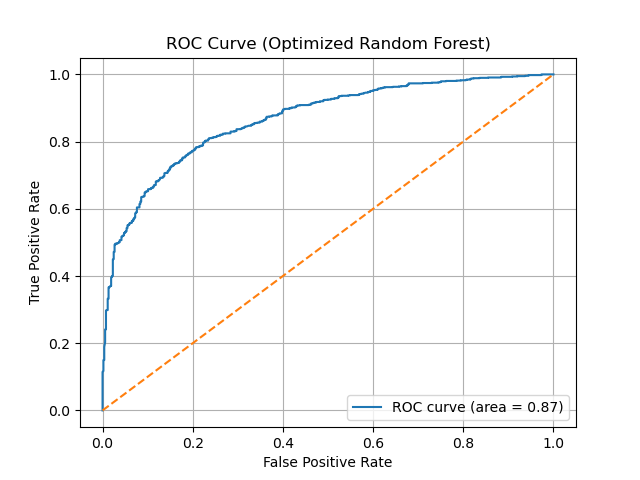 ROC Curve (Optimized Random Forest)
1.0
0.8
0.6
0.4
0.2
0.0
True Positive Rate
ROC curve (area = 0.87)
0.0 0.2 0.4 0.6 0.8 1.0
False Positive Rate